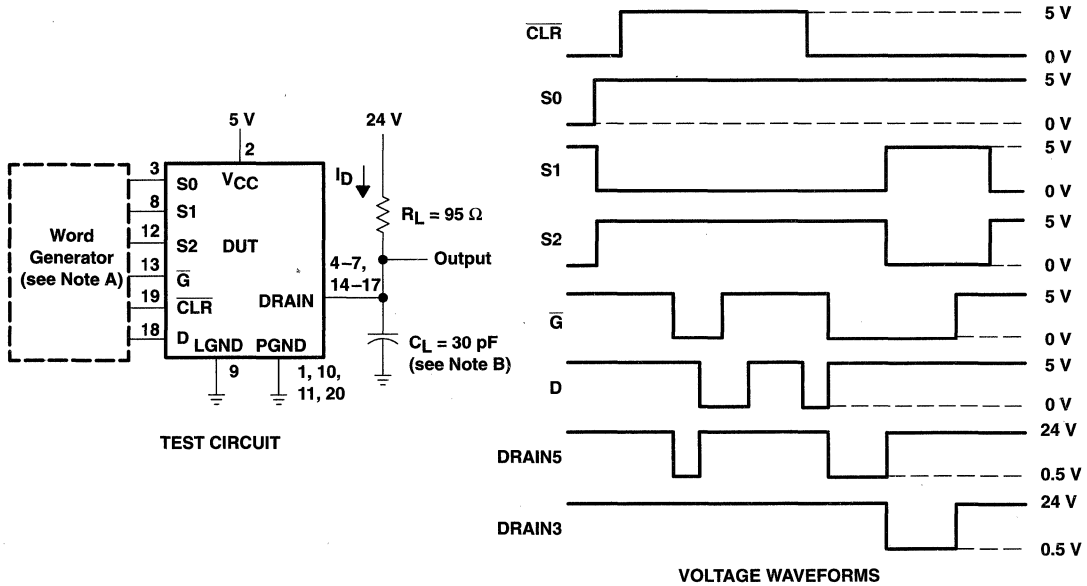 5 V
24 V
2
3
S0
VCC
ID
8
S1
RL = 95 Ω
12
S2
DUT
Word
Generator
(see Note A)
13
G
4–7,
14–17
Output
19
CLR
DRAIN
18
D
LGND
PGND
CL = 30 pF
(see Note B)
9
1, 10,
11, 20
TEST CIRCUIT
CLR
5 V
0 V
S0
5 V
0 V
S1
5 V
0 V
S2
5 V
0 V
G
5 V
0 V
D
5 V
0 V
DRAIN5
24 V
0.5 V
DRAIN3
24 V
0.5 V
VOLTAGE WAVEFORMS